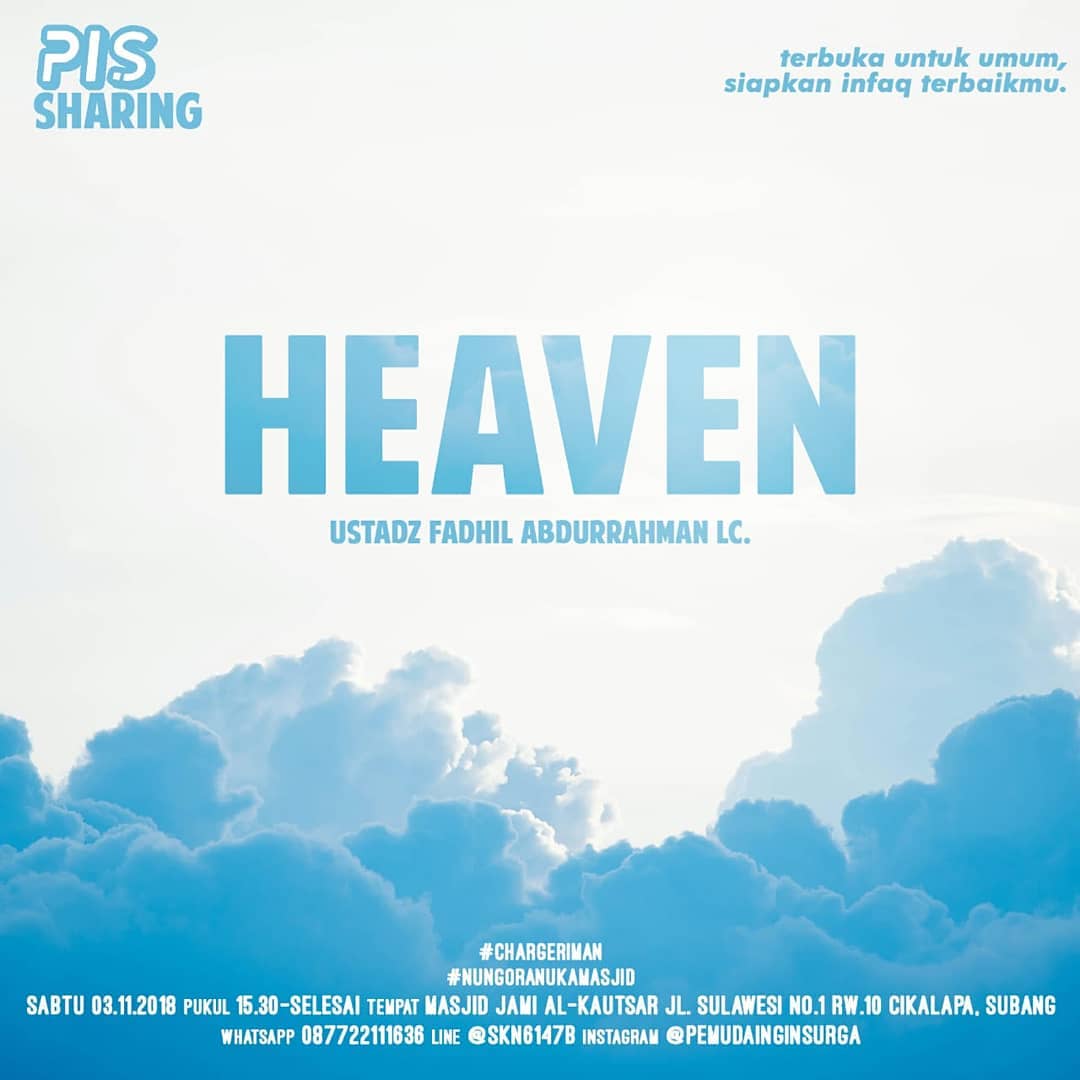 PIS
SHARING
terbuka untuk umum,
siapkan infaq terbaikmu.
HEAVEN
USTADZ FADHIL ABDURRAHMAN LC.
#CHARGERIMAN
#NUNGORANUKAMASJID
SABTU 03.11.2018 PUKUL 15.30-SELESAI TEMPAT MASJID JAMI AL-KAUTSAR JL. SULAWESI NO.1 RW.10 CIKALAPA, SUBANG
WHATSAPP 087722111636 LINE @SKN6147B INSTAGRAM @PEMUDAINGINSURGA